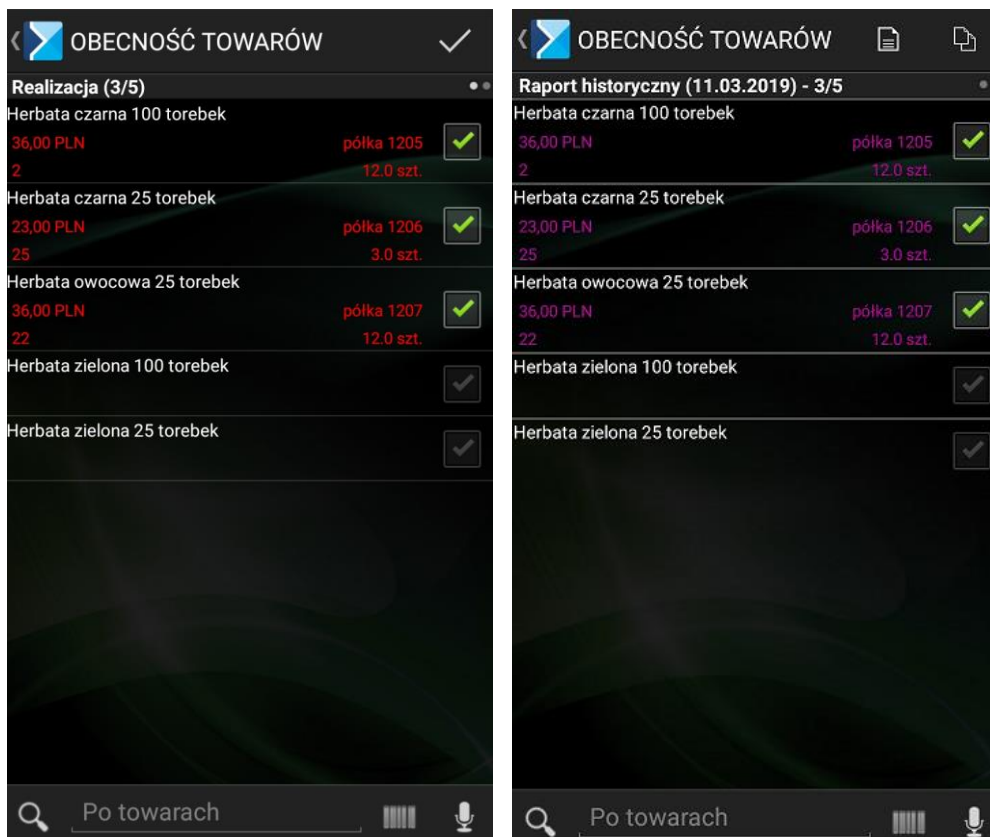 OBECNOŚĆ TOWARÓW
Realizacja (3/5)
Herbata czarna 100 torebek
36,00 PLN półka 1205
2 12.0 szt.
Herbata czarna 25 torebek
23,00 PLN półka 1206
25 3.0 szt.
Herbata owocowa 25 torebek
36,00 PLN półka 1207
22 12.0 szt.
Herbata zielona 100 torebek
Herbata zielona 25 torebek
Po towarach
OBECNOŚĆ TOWARÓW
Raport historyczny (11.03.2019) - 3/5
Herbata czarna 100 torebek
36,00 PLN półka 1205
2 12.0 szt.
Herbata czarna 25 torebek
23,00 PLN półka 1206
25 3.0 szt.
Herbata owocowa 25 torebek
36,00 PLN półka 1207
22 12.0 szt.
Herbata zielona 100 torebek
Herbata zielona 25 torebek
Po towarach